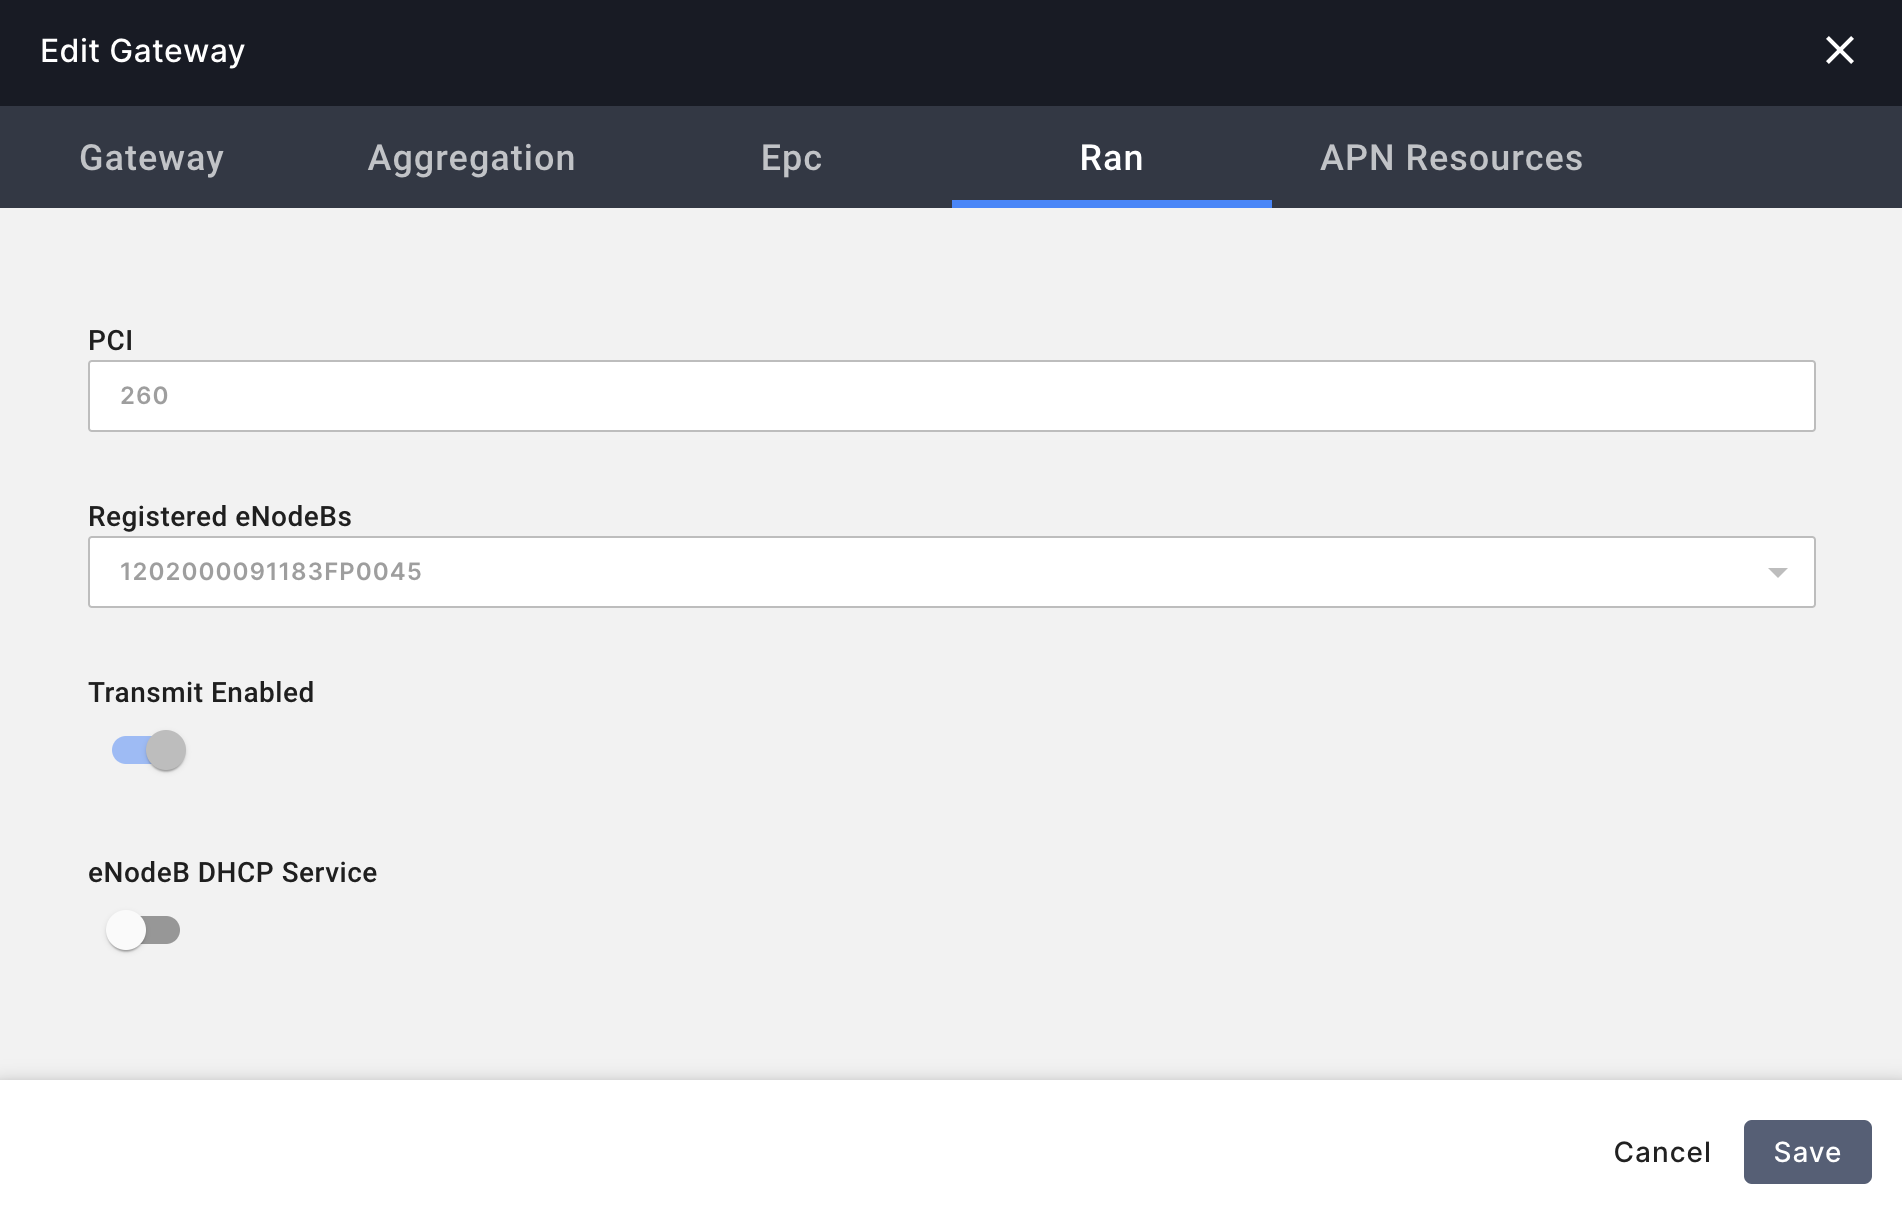 Edit Gateway
Gateway Aggregation Epc Ran APN Resources
PCI
260
Registered eNodeBs
1202000091183FP0045
Transmit Enabled
eNodeB DHCP Service
Cancel Save